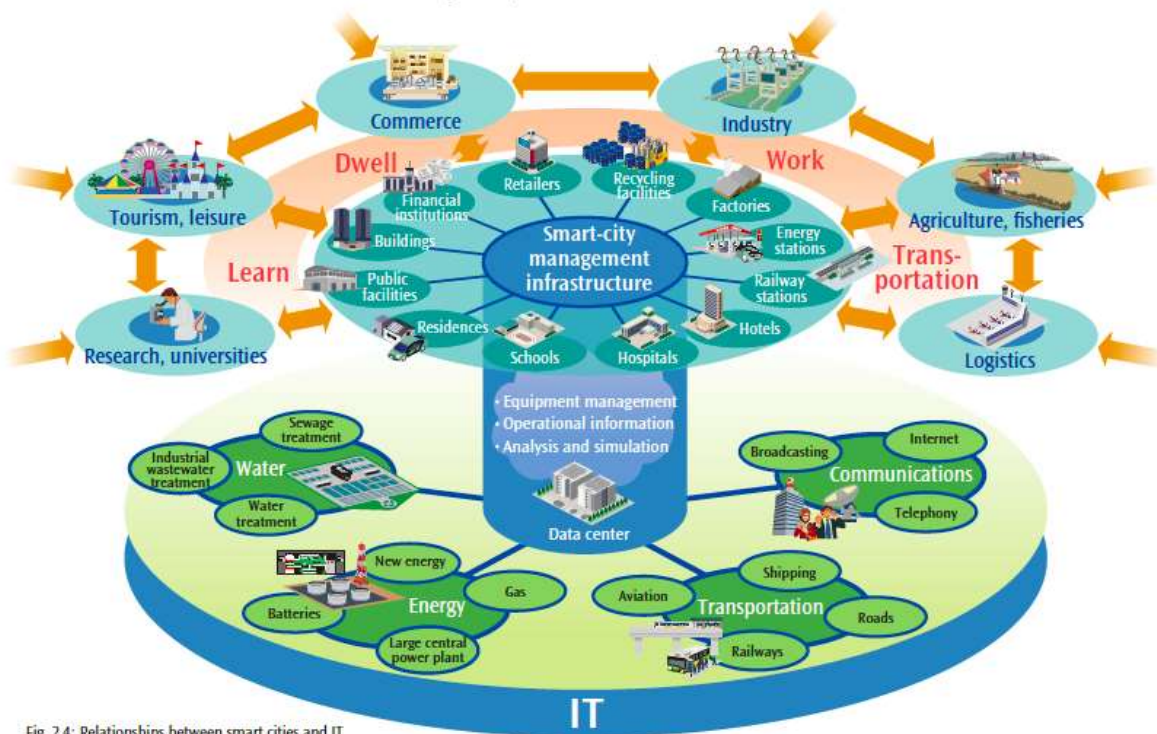 Commerce
Industry
Dwell
Work
Retailers
Recycling
facilities
Tourism, leisure
Financial
institutions
Factories
Agriculture, fisheries
Buildings
Smart-city
management
infrastructure
Energy
stations
Learn
Public
facilities
Railway
stations
Trans-
portation
Research, universities
Residences
Hotels
Schools
Hospitals
Logistics
• Equipment management
• Operational information
• Analysis and simulation
Data center
Sewage
treatment
Industrial
wastewater
treatment
Water
Water
treatment
Broadcasting
Internet
Communications
Telephony
New energy
Batteries
Energy
Gas
Large central
power plant
Shipping
Aviation
Transportation
Roads
Railways
IT
Fig. 2.4: Relationships between smart cities and IT